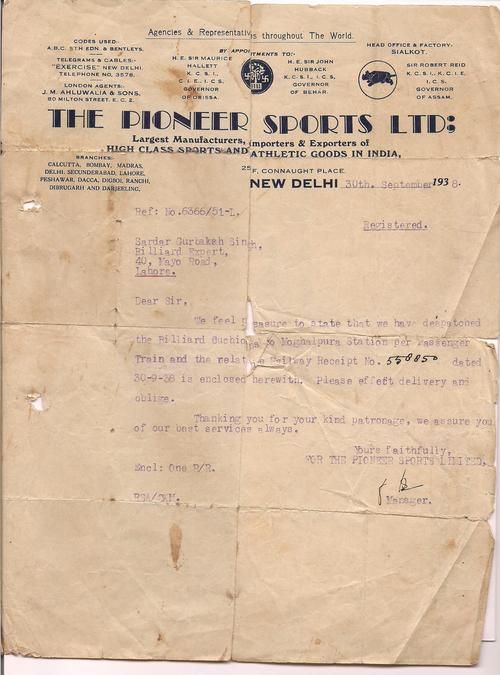 Agencies & Representatives throughout The World.
CODES USED:
A.B.C. 5TH EDN. & BENTLEYS.
TELEGRAMS & CABLES:
"EXERCISE" NEW DELHI.
TELEPHONE NO. 3578.
LONDON AGENTS:
J. M. AHLUWALIA & SONS,
80 MILTON STREET. E. C. 2.
BY APPOINTMENTS TO:-
H. E. SIR MAURICE
HALLETT
K. C. S. I.,
C. I. E., I. C. S.
GOVERNOR
OF ORISSA.
H. E. SIR JOHN
HUBBACK
K. C. S. I., I. C. S.
GOVERNOR
OF BEHAR.
HEAD OFFICE & FACTORY:
SIALKOT.
SIR ROBERT REID
K. C. S. I., K. C. I. E.
I. C. S.
GOVERNOR
OF ASSAM.
THE PIONEER SPORTS LTD:
Largest Manufacturers, Importers & Exporters of
HIGH CLASS SPORTS AND ATHLETIC GOODS IN INDIA,
BRANCHES:
CALCUTTA, BOMBAY, MADRAS,
DELHI, SECUNDERABAD, LAHORE,
PESHAWAR, DACCA, DIGBOI, RANCHI,
DIBRUGARH AND DARJEELING,
25 F, CONNAUGHT PLACE.
NEW DELHI 30th. September 1938.
Ref: No.6366/51-L.
Registered.
Sardar Gurbaksh Singh,
Billiard Expert,
40, Mayo Road,
Lahore.
Dear Sir,
We feel pleasure to state that we have despatched
the Billiard Cushions to Moghalpura Station per Passenger
Train and the relative Railway Receipt No. 558850 dated
30-9-38 is enclosed herewith. Please effect delivery and
oblige.
Thanking you for your kind patronage, we assure you
of our best services always.
Yours faithfully,
FOR THE PIONEER SPORTS LIMITED,
Encl: One R/R.
Manager.